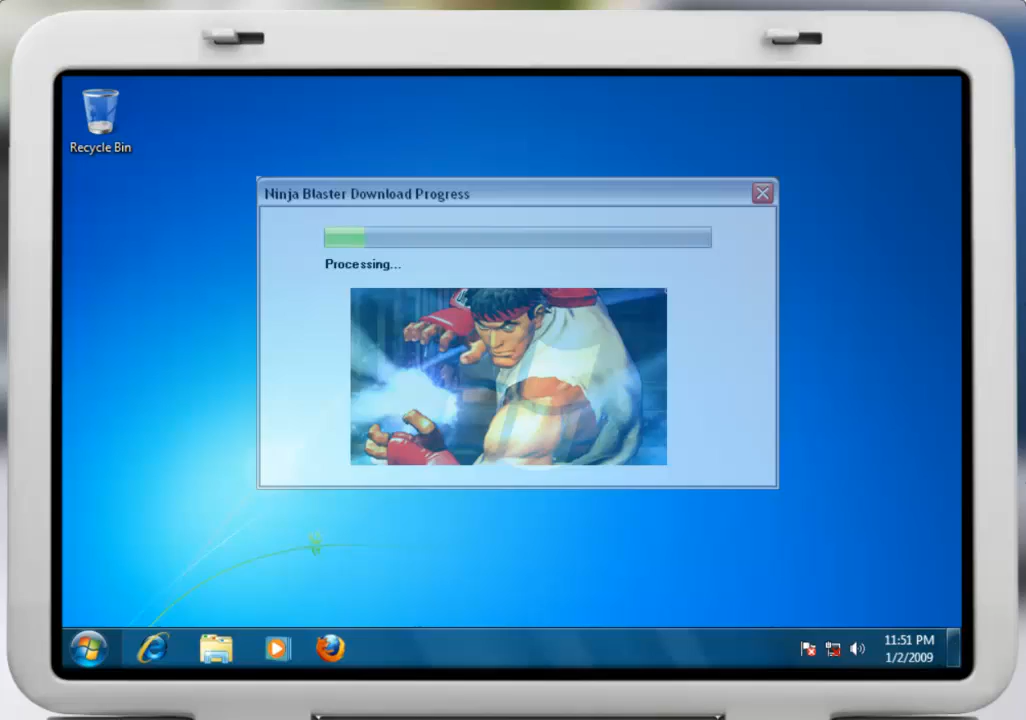 Recycle Bin
Ninja Blaster Download Progress
Processing...
11:51 PM
1/2/2009